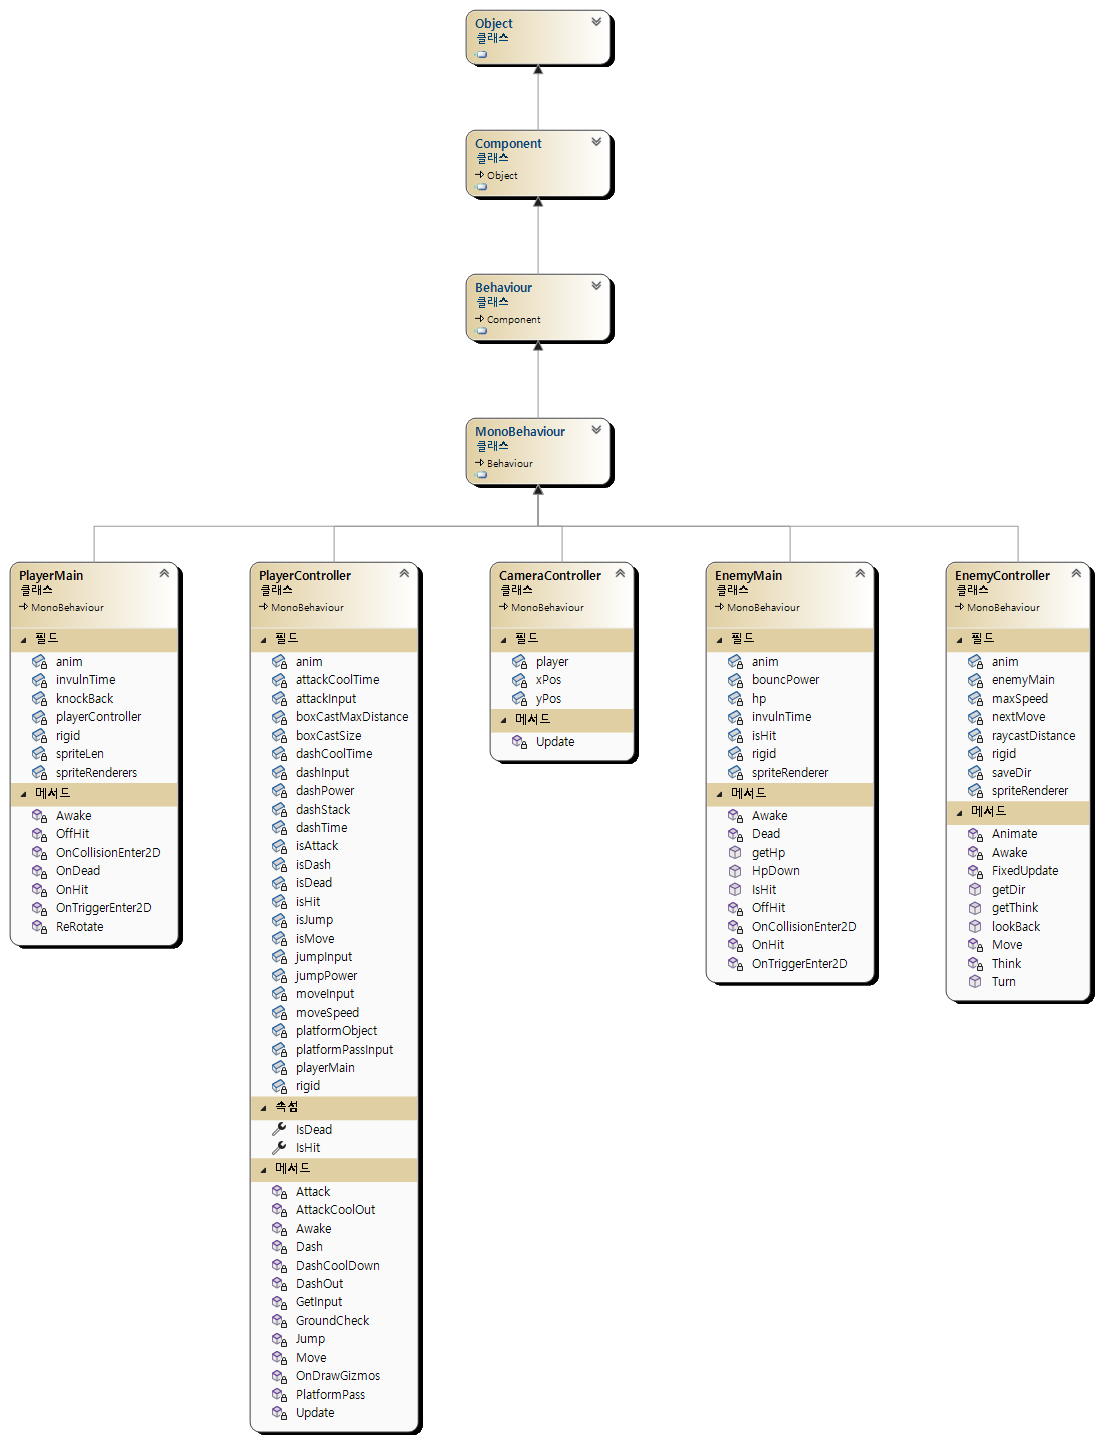 Object
클래스
Component
클래스
Object
Behaviour
클래스
Component
MonoBehaviour
클래스
Behaviour
PlayerMain
클래스
MonoBehaviour
필드
anim
invulnTime
knockBack
playerController
rigid
spriteLen
spriteRenderers
메서드
Awake
OffHit
OnCollisionEnter2D
OnDead
OnHit
OnTriggerEnter2D
ReRotate
PlayerController
클래스
MonoBehaviour
필드
anim
attackCoolTime
attackInput
boxCastMaxDistance
boxCastSize
dashCoolTime
dashInput
dashPower
dashStack
dashTime
isAttack
isDash
isDead
isHit
isJump
isMove
jumpInput
jumpPower
moveInput
moveSpeed
platformObject
platformPassInput
playerMain
rigid
속성
IsDead
IsHit
메서드
Attack
AttackCoolOut
Awake
Dash
DashCoolDown
DashOut
GetInput
GroundCheck
Jump
Move
OnDrawGizmos
PlatformPass
Update
CameraController
클래스
MonoBehaviour
필드
player
xPos
yPos
메서드
Update
EnemyMain
클래스
MonoBehaviour
필드
anim
bouncPower
hp
invulnTime
isHit
rigid
spriteRenderer
메서드
Awake
Dead
getHp
HpDown
IsHit
OffHit
OnCollisionEnter2D
OnHit
OnTriggerEnter2D
EnemyController
클래스
MonoBehaviour
필드
anim
enemyMain
maxSpeed
nextMove
raycastDistance
rigid
saveDir
spriteRenderer
메서드
Animate
Awake
FixedUpdate
getDir
getThink
lookBack
Move
Think
Turn